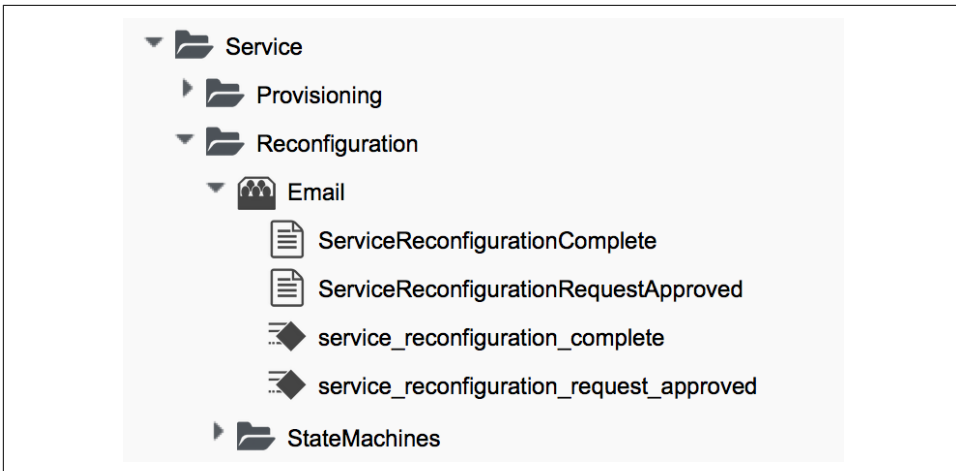 Service
Provisioning
Reconfiguration
Email
ServiceReconfigurationComplete
ServiceReconfigurationRequestApproved
service_reconfiguration_complete
service_reconfiguration_request_approved
StateMachines